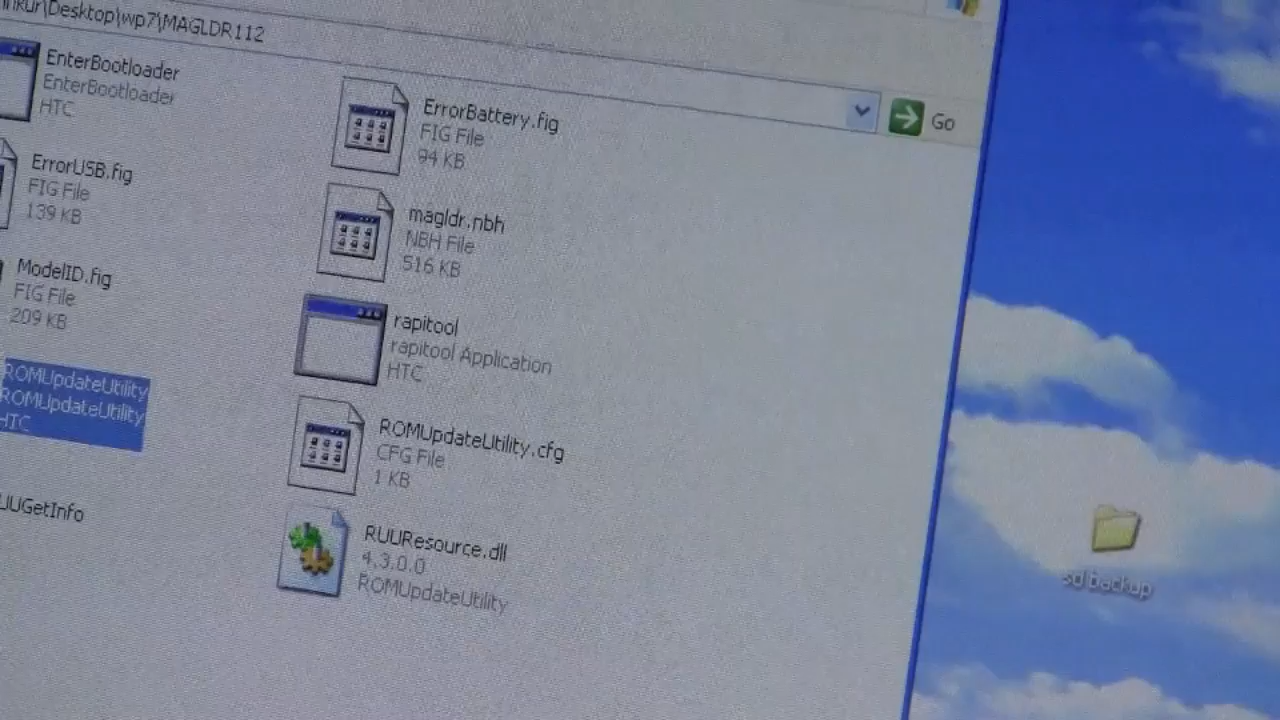 \Desktop\wp7\MAGLDR112
Go
EnterBootloader
EnterBootloader
HTC
ErrorBattery.fig
FIG File
94 KB
ErrorUSB.fig
FIG File
139 KB
magldr.nbh
NBH File
516 KB
ModelID.fig
FIG File
209 KB
rapitool
rapitool Application
HTC
ROMUpdateUtility
ROMUpdateUtility
HTC
ROMUpdateUtility.cfg
CFG File
1 KB
UUGetInfo
RUUResource.dll
4.3.0.0
ROMUpdateUtility
sd backup